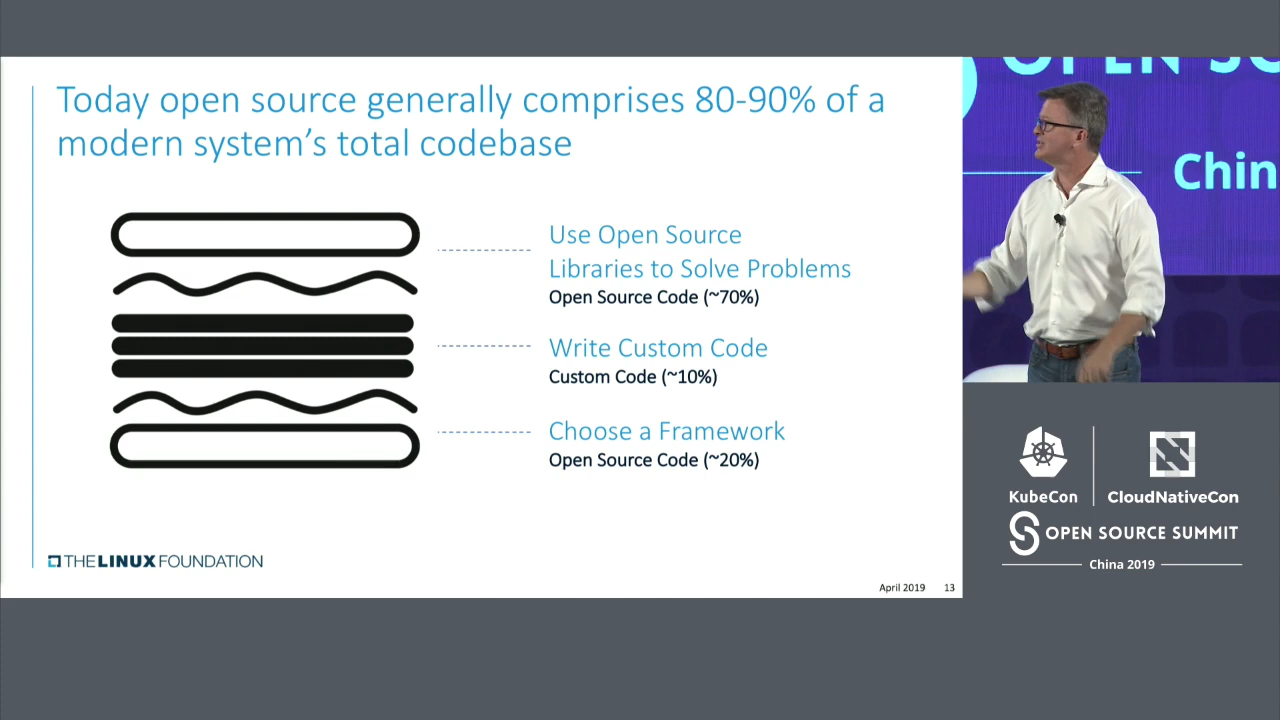 Today open source generally comprises 80-90% of a
modern system's total codebase
Use Open Source
Libraries to Solve Problems
Open Source Code (~70%)
Write Custom Code
Custom Code (~10%)
Choose a Framework
Open Source Code (~20%)
THE LINUX FOUNDATION
April 2019 13
OPEN SO
Chin
KubeCon
CloudNativeCon
OPEN SOURCE SUMMIT
China 2019